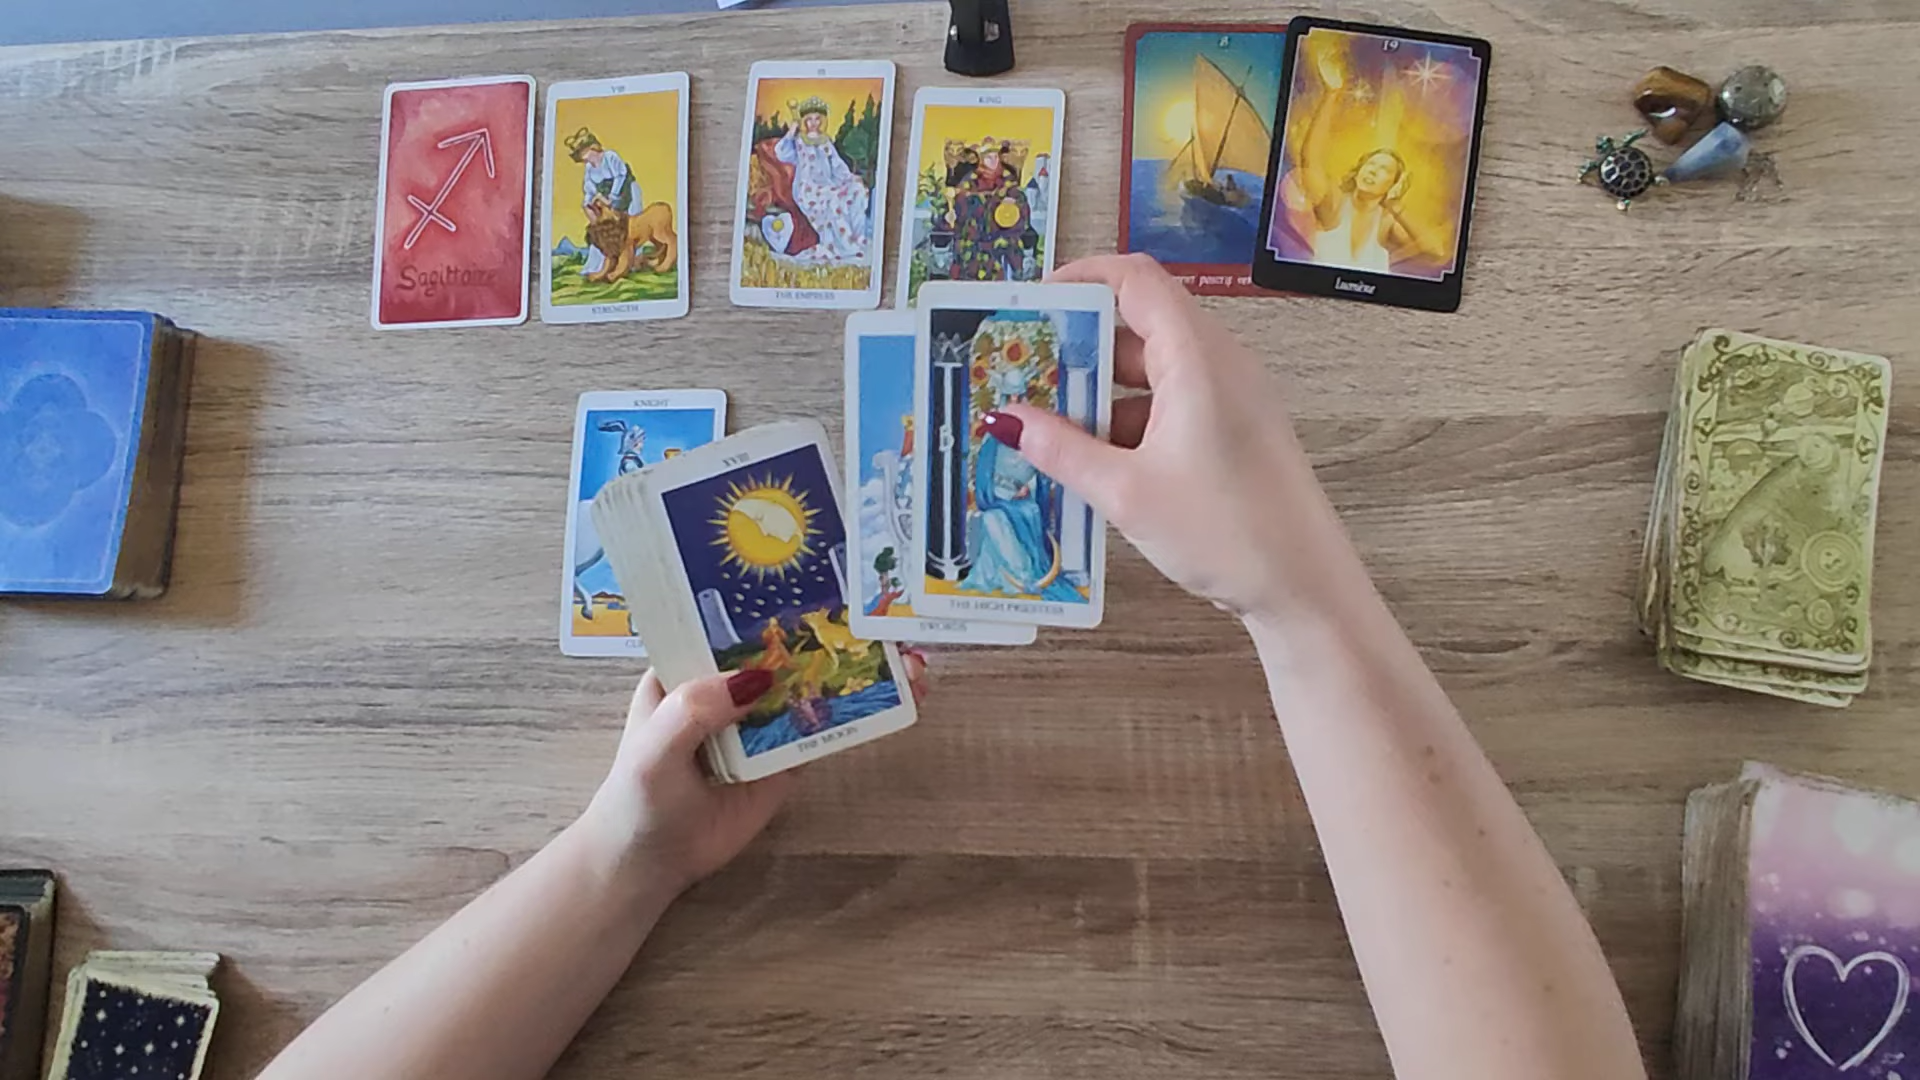 Sagittaire
VIII
STRENGTH
III
THE EMPRESS
KING
8
19
Lumière
KNIGHT
XVIII
THE MOON
SWORDS
II
B
THE HIGH PRIESTESS